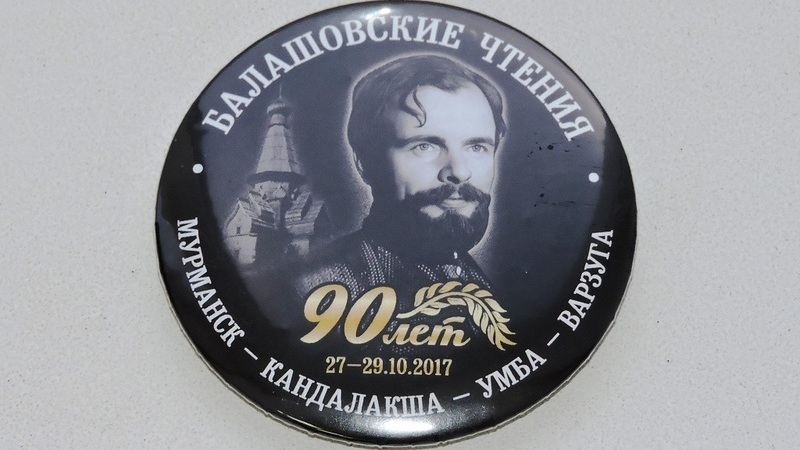 БАЛАШОВСКИЕ ЧТЕНИЯ
90 лет
27–29.10.2017
МУРМАНСК – КАНДАЛАКША – УМБА – ВАРЗУГА